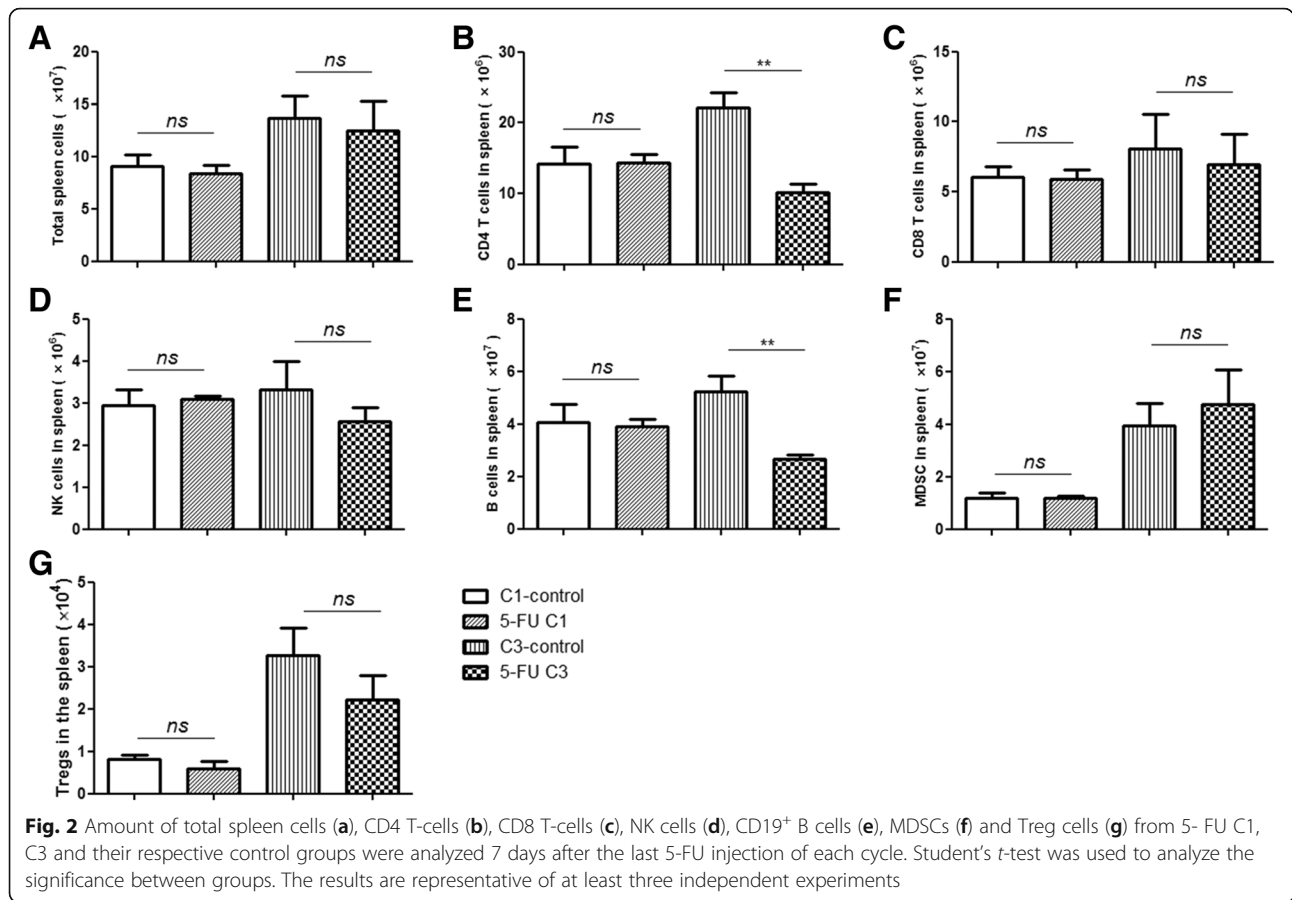 A
Total spleen cells ( ×10⁷)
20
15
10
5
0
ns
ns
B
CD4 T cells in spleen ( × 10⁶)
30
20
10
0
ns
**
C
CD8 T cells In spleen ( × 10⁶)
15
10
5
0
ns
ns
D
NK cells in spleen ( × 10⁶)
5
4
3
2
1
0
ns
ns
E
B cells in spleen ( ×10⁷)
8
6
4
2
0
ns
**
F
MDSC In spleen ( ×10⁷)
8
6
4
2
0
ns
ns
G
Tregs in the spleen ( ×10⁴)
5
4
3
2
1
0
ns
ns
C1-control
5-FU C1
C3-control
5-FU C3
Fig. 2 Amount of total spleen cells (a), CD4 T-cells (b), CD8 T-cells (c), NK cells (d), CD19⁺ B cells (e), MDSCs (f) and Treg cells (g) from 5- FU C1,
C3 and their respective control groups were analyzed 7 days after the last 5-FU injection of each cycle. Student's t-test was used to analyze the
significance between groups. The results are representative of at least three independent experiments